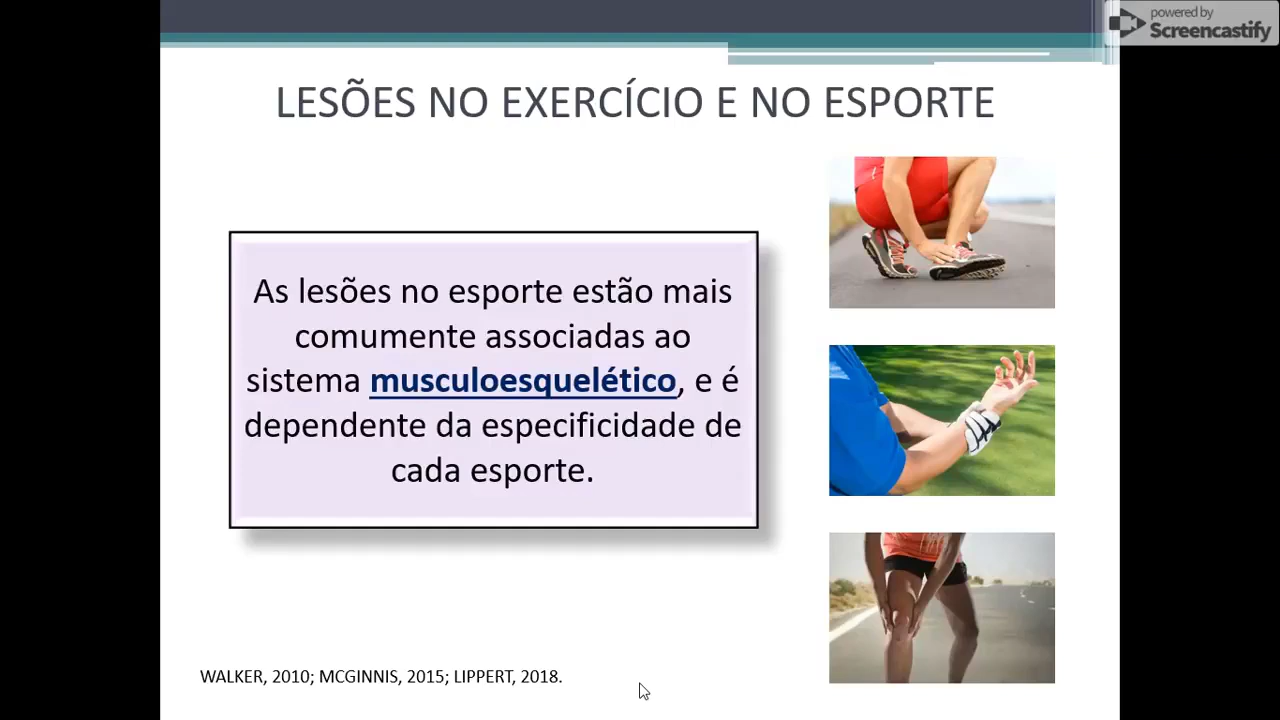 powered by
Screencastify
LESÕES NO EXERCÍCIO E NO ESPORTE
As lesões no esporte estão mais
comumente associadas ao
sistema musculoesquelético, e é
dependente da especificidade de
cada esporte.
WALKER, 2010; MCGINNIS, 2015; LIPPERT, 2018.